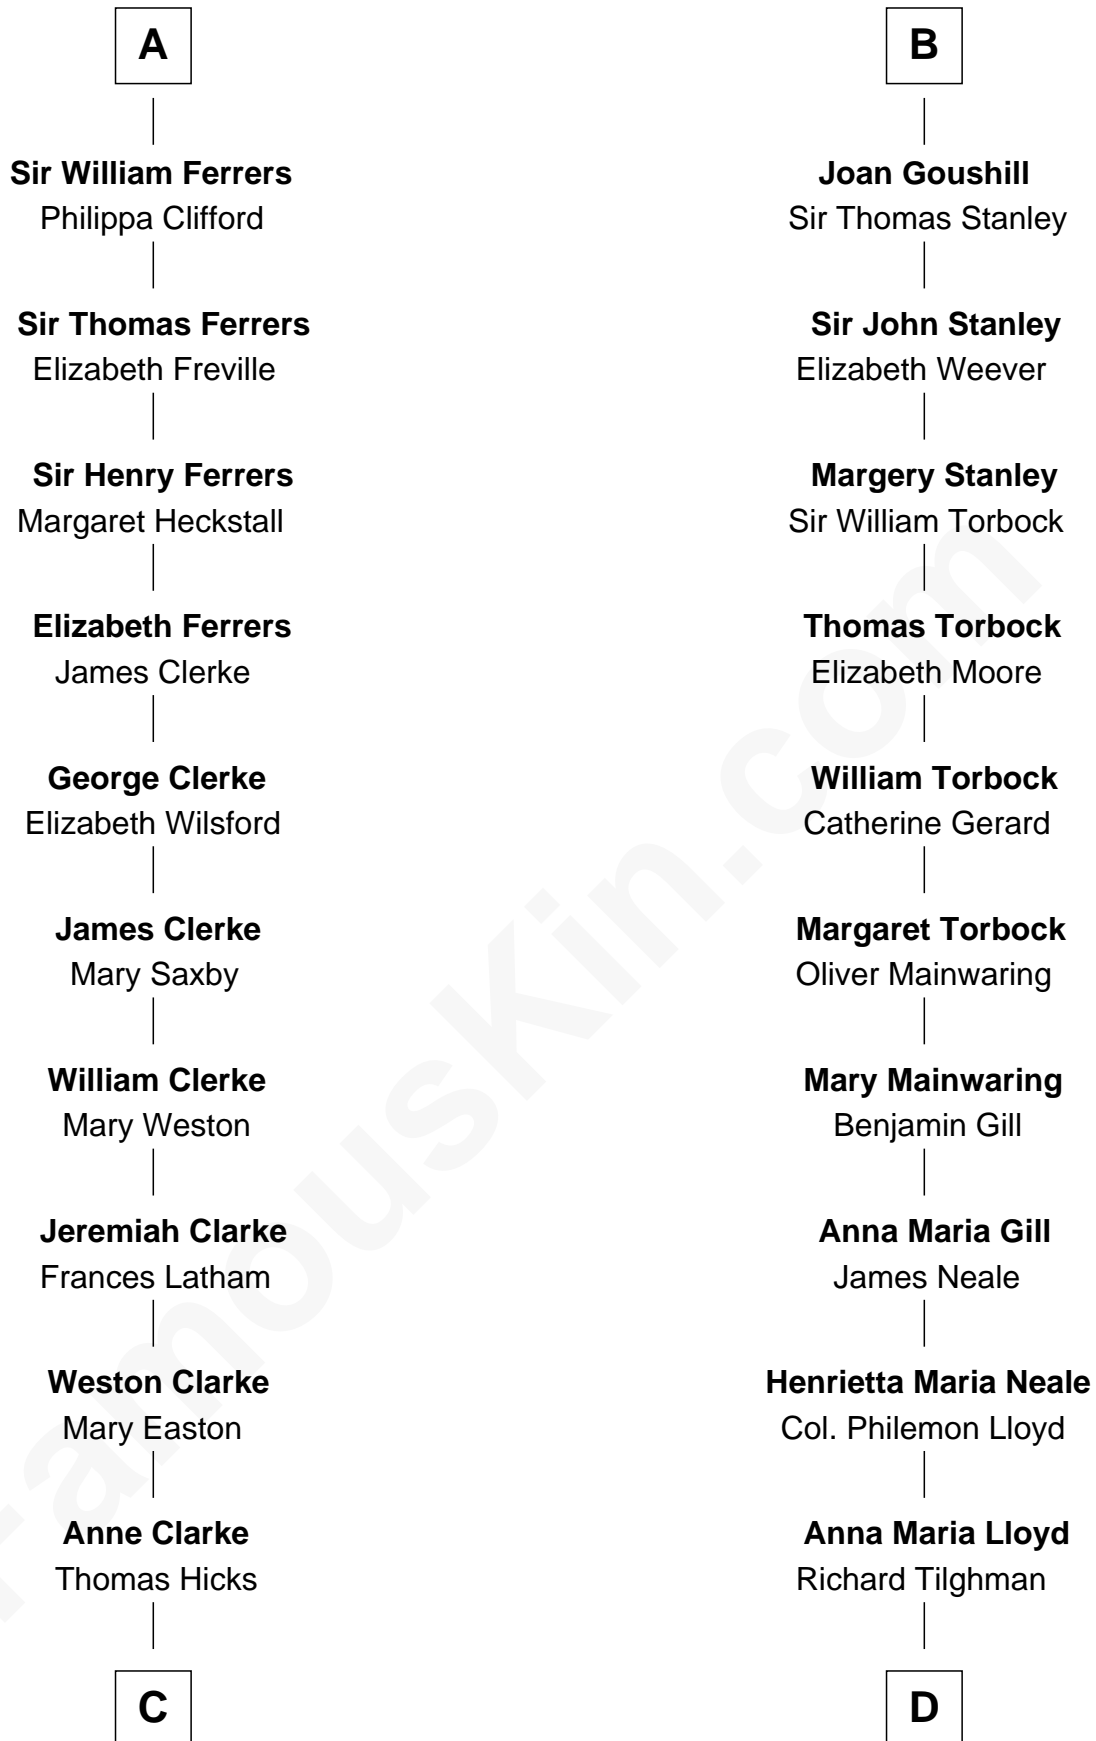 A
Sir William Ferrers
Philippa Clifford
Sir Thomas Ferrers
Elizabeth Freville
Sir Henry Ferrers
Margaret Heckstall
Elizabeth Ferrers
James Clerke
George Clerke
Elizabeth Wilsford
James Clerke
Mary Saxby
William Clerke
Mary Weston
Jeremiah Clarke
Frances Latham
Weston Clarke
Mary Easton
Anne Clarke
Thomas Hicks
C
B
Joan Goushill
Sir Thomas Stanley
Sir John Stanley
Elizabeth Weever
Margery Stanley
Sir William Torbock
Thomas Torbock
Elizabeth Moore
William Torbock
Catherine Gerard
Margaret Torbock
Oliver Mainwaring
Mary Mainwaring
Benjamin Gill
Anna Maria Gill
James Neale
Henrietta Maria Neale
Col. Philemon Lloyd
Anna Maria Lloyd
Richard Tilghman
D
FamousKin.com